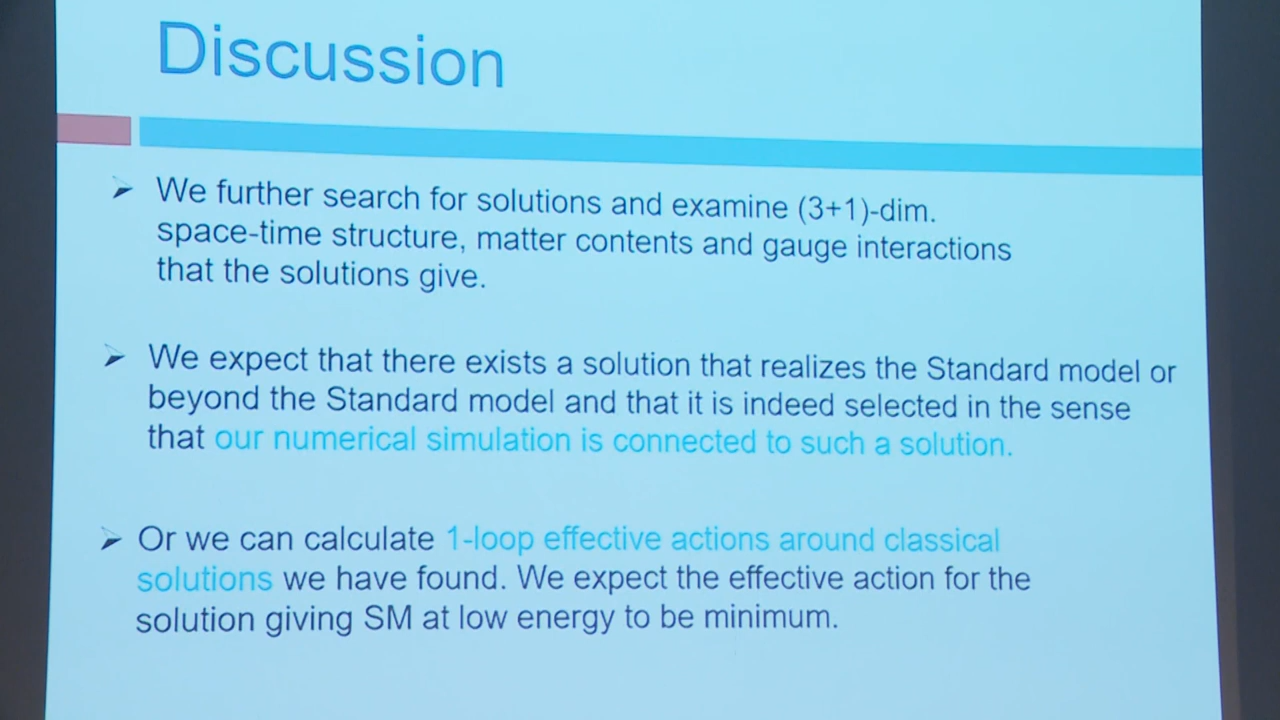 Discussion
We further search for solutions and examine (3+1)-dim.
space-time structure, matter contents and gauge interactions
that the solutions give.
We expect that there exists a solution that realizes the Standard model or
beyond the Standard model and that it is indeed selected in the sense
that our numerical simulation is connected to such a solution.
Or we can calculate 1-loop effective actions around classical
solutions we have found. We expect the effective action for the
solution giving SM at low energy to be minimum.